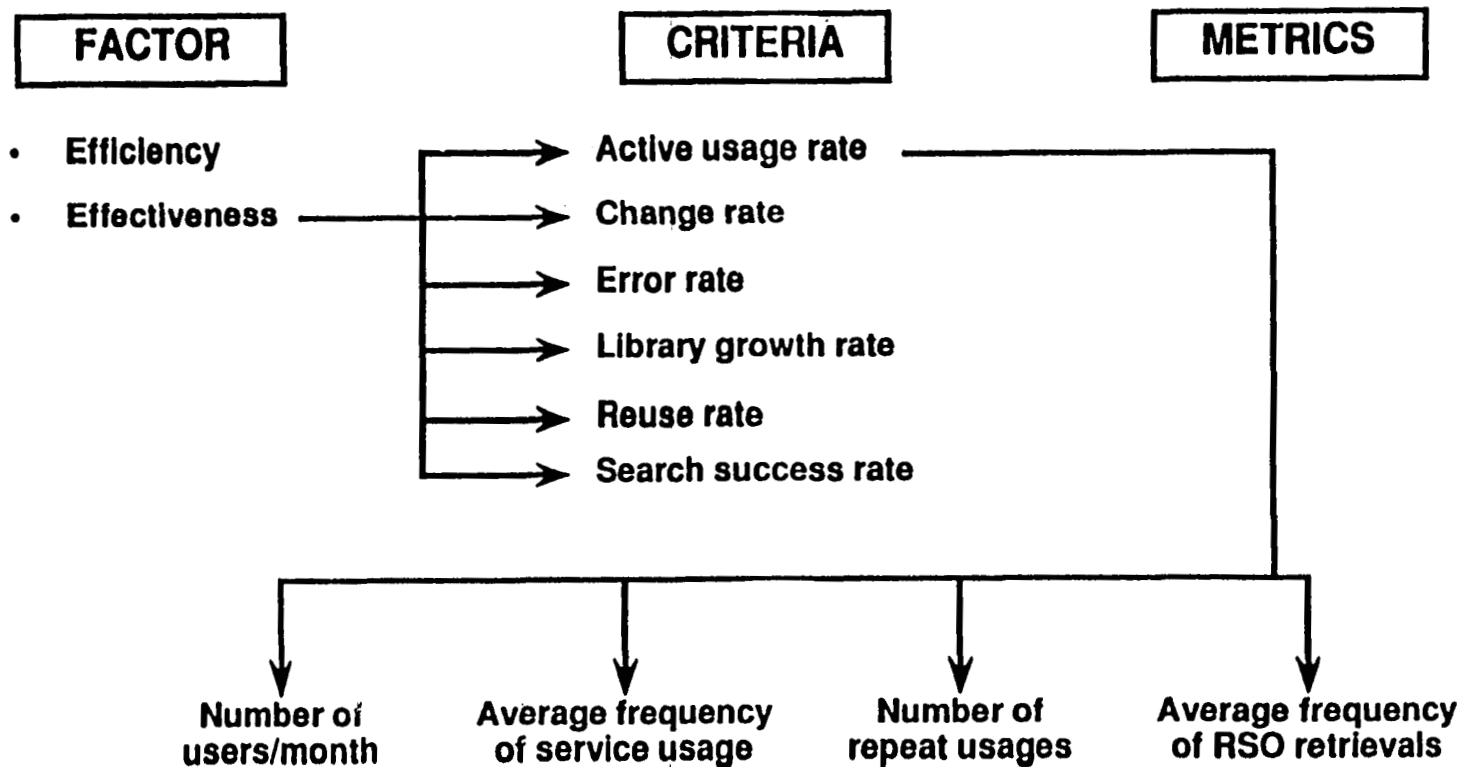 FACTOR
CRITERIA
METRICS
• Efficiency
• Effectiveness
Active usage rate
Change rate
Error rate
Library growth rate
Reuse rate
Search success rate
Number of
users/month
Average frequency
of service usage
Number of
repeat usages
Average frequency
of RSO retrievals